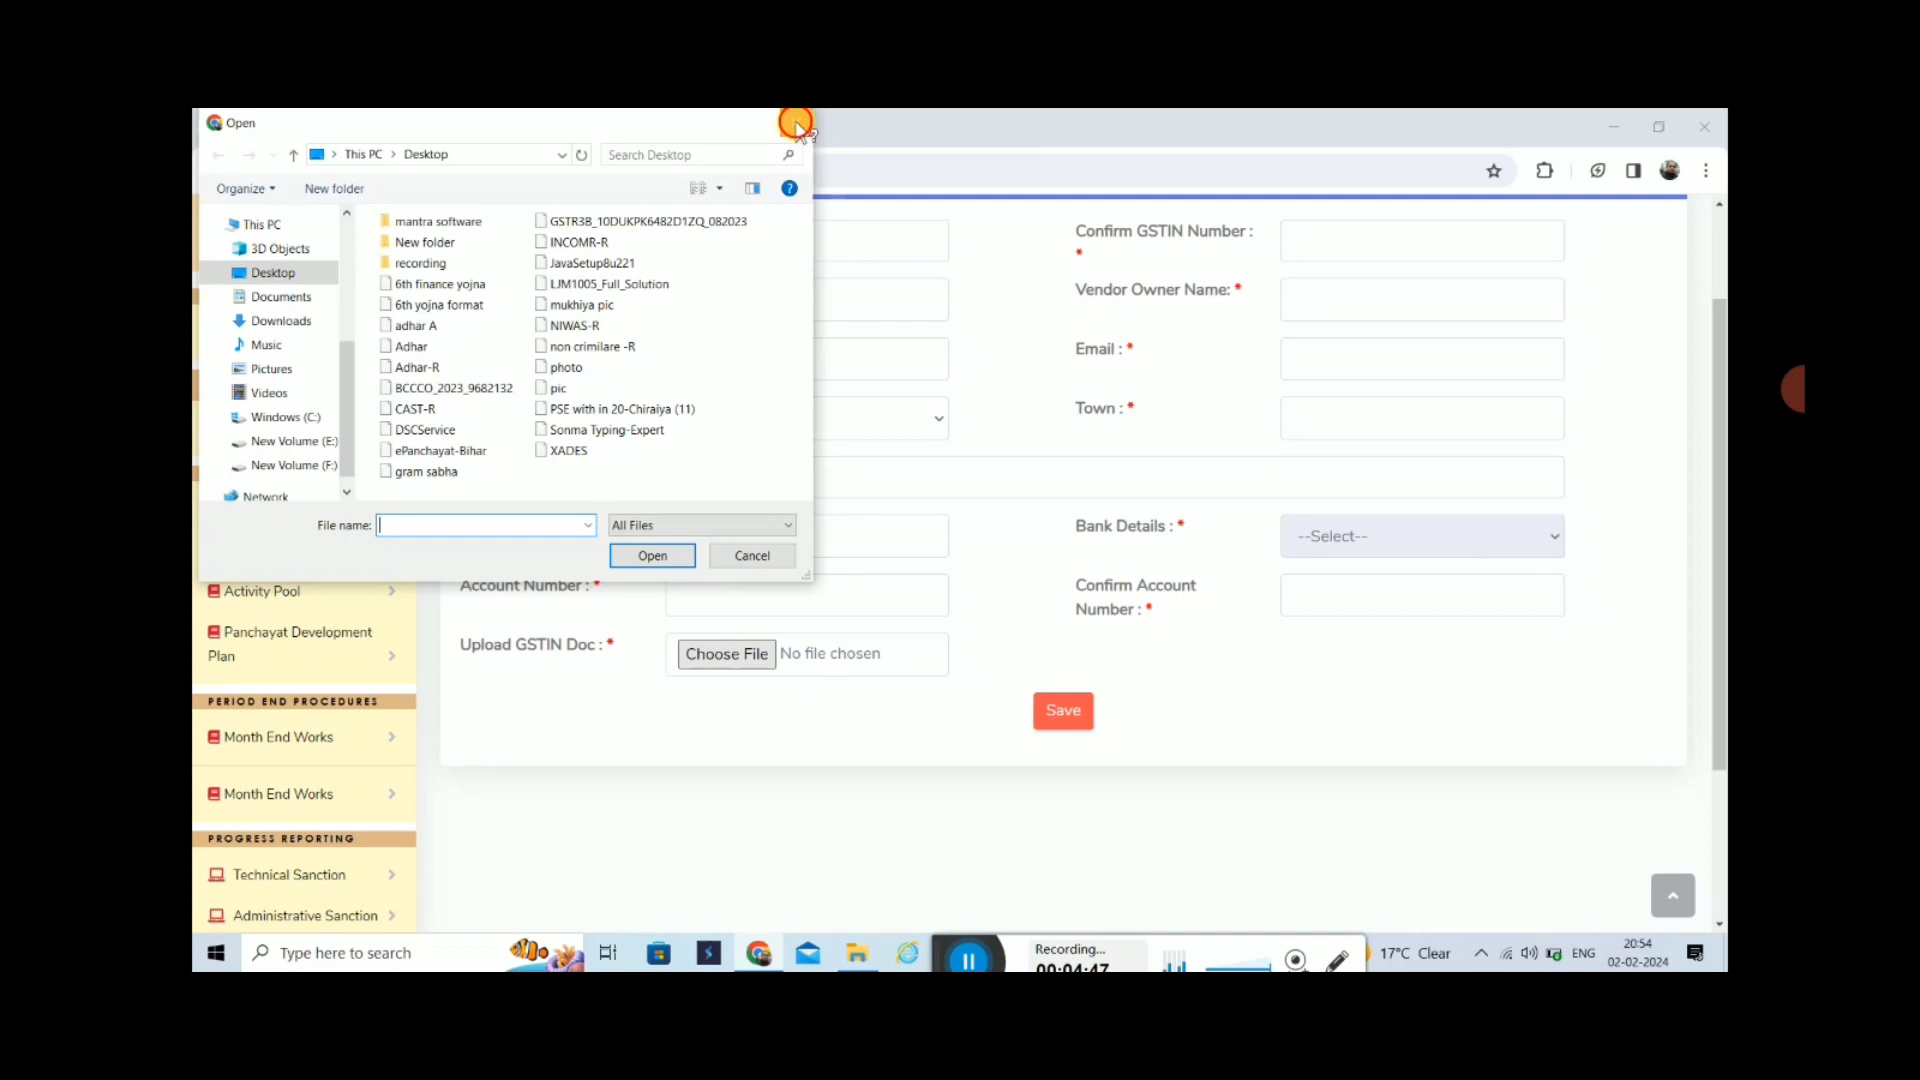 Open
This PC > Desktop
Search Desktop
Organize
New folder
This PC
3D Objects
Desktop
Documents
Downloads
Music
Pictures
Videos
Windows (C:)
New Volume (E:)
New Volume (F:)
Network
mantra software
New folder
recording
6th finance yojna
6th yojna format
adhar A
Adhar
Adhar-R
BCCCO_2023_9682132
CAST-R
DSCService
ePanchayat-Bihar
gram sabha
GSTR3B_10DUKPK6482D1ZQ_082023
INCOMR-R
JavaSetup8u221
LJM1005_Full_Solution
mukhiya pic
NIWAS-R
non crimilare -R
photo
pic
PSE with in 20-Chiraiya (11)
Sonma Typing-Expert
XADES
File name:
All Files
Open
Cancel
Confirm GSTIN Number :
*
Vendor Owner Name: *
Email : *
Town : *
Bank Details : *
--Select--
Account Number : *
Confirm Account
Number : *
Upload GSTIN Doc : *
Choose File No file chosen
Save
Activity Pool
Panchayat Development
Plan
PERIOD END PROCEDURES
Month End Works
Month End Works
PROGRESS REPORTING
Technical Sanction
Administrative Sanction
Type here to search
Recording...
00:04:47
17°C Clear
ENG
20:54
02-02-2024